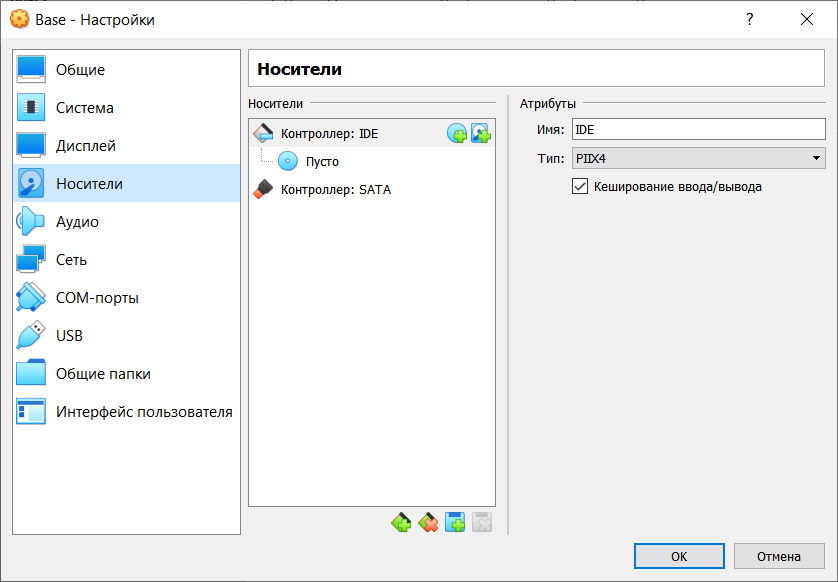 Base - Настройки
?
Общие
Система
Дисплей
Носители
Аудио
Сеть
COM-порты
USB
Общие папки
Интерфейс пользователя
Носители
Носители
Контроллер: IDE
Пусто
Контроллер: SATA
Атрибуты
Имя: IDE
Тип: PIIX4
Кеширование ввода/вывода
OK
Отмена